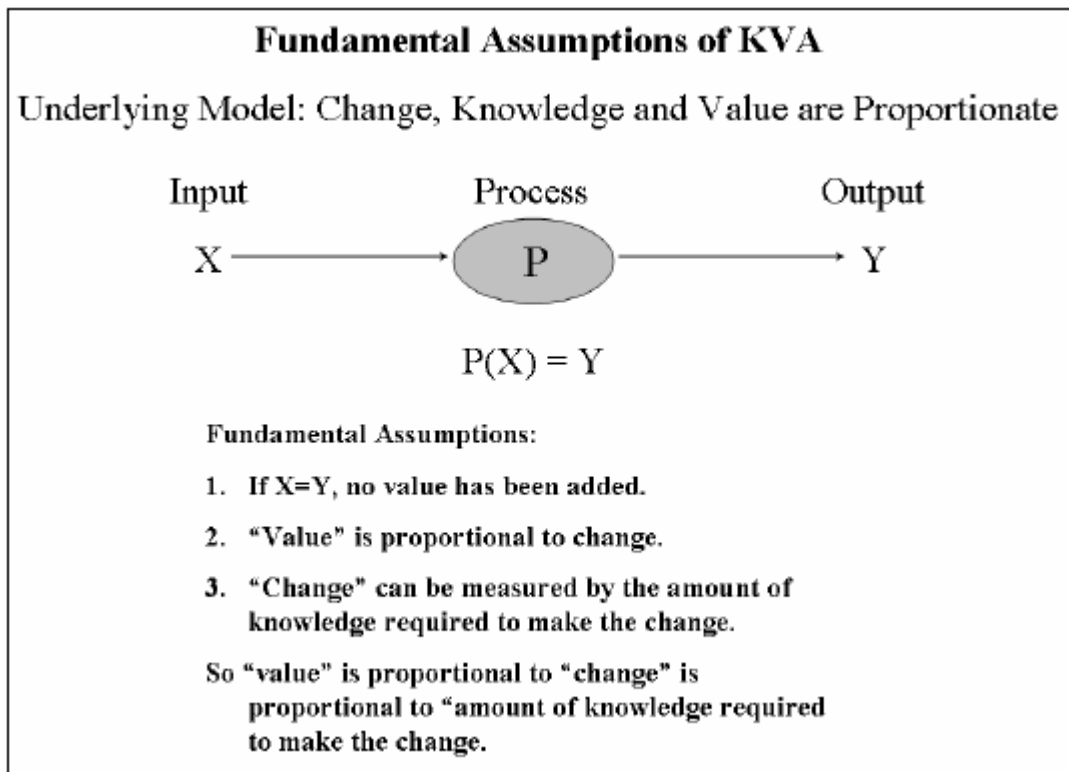 Fundamental Assumptions of KVA
Underlying Model: Change, Knowledge and Value are Proportionate
Input Process Output
X P Y
P(X) = Y
Fundamental Assumptions:
1. If X=Y, no value has been added.
2. “Value” is proportional to change.
3. “Change” can be measured by the amount of
knowledge required to make the change.
So “value” is proportional to “change” is
proportional to “amount of knowledge required
to make the change.